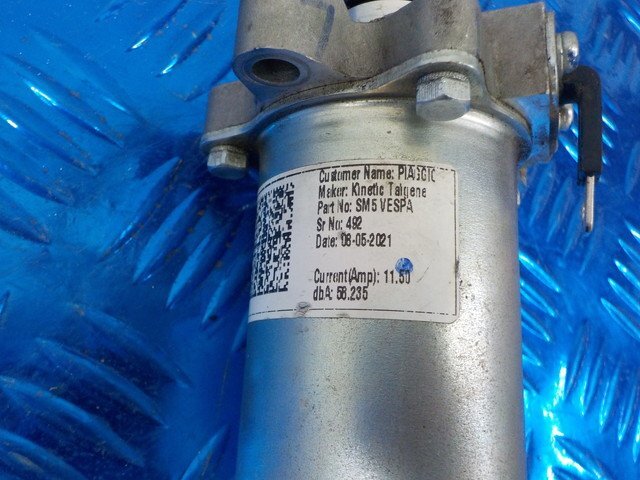 Customer Name: PIAGGIO
Maker: Kinetic Taigene
Part No: SM5 VESPA
Sr No: 492
Date: 08-05-2021
Current(Amp): 11.50
dbA: 58.235